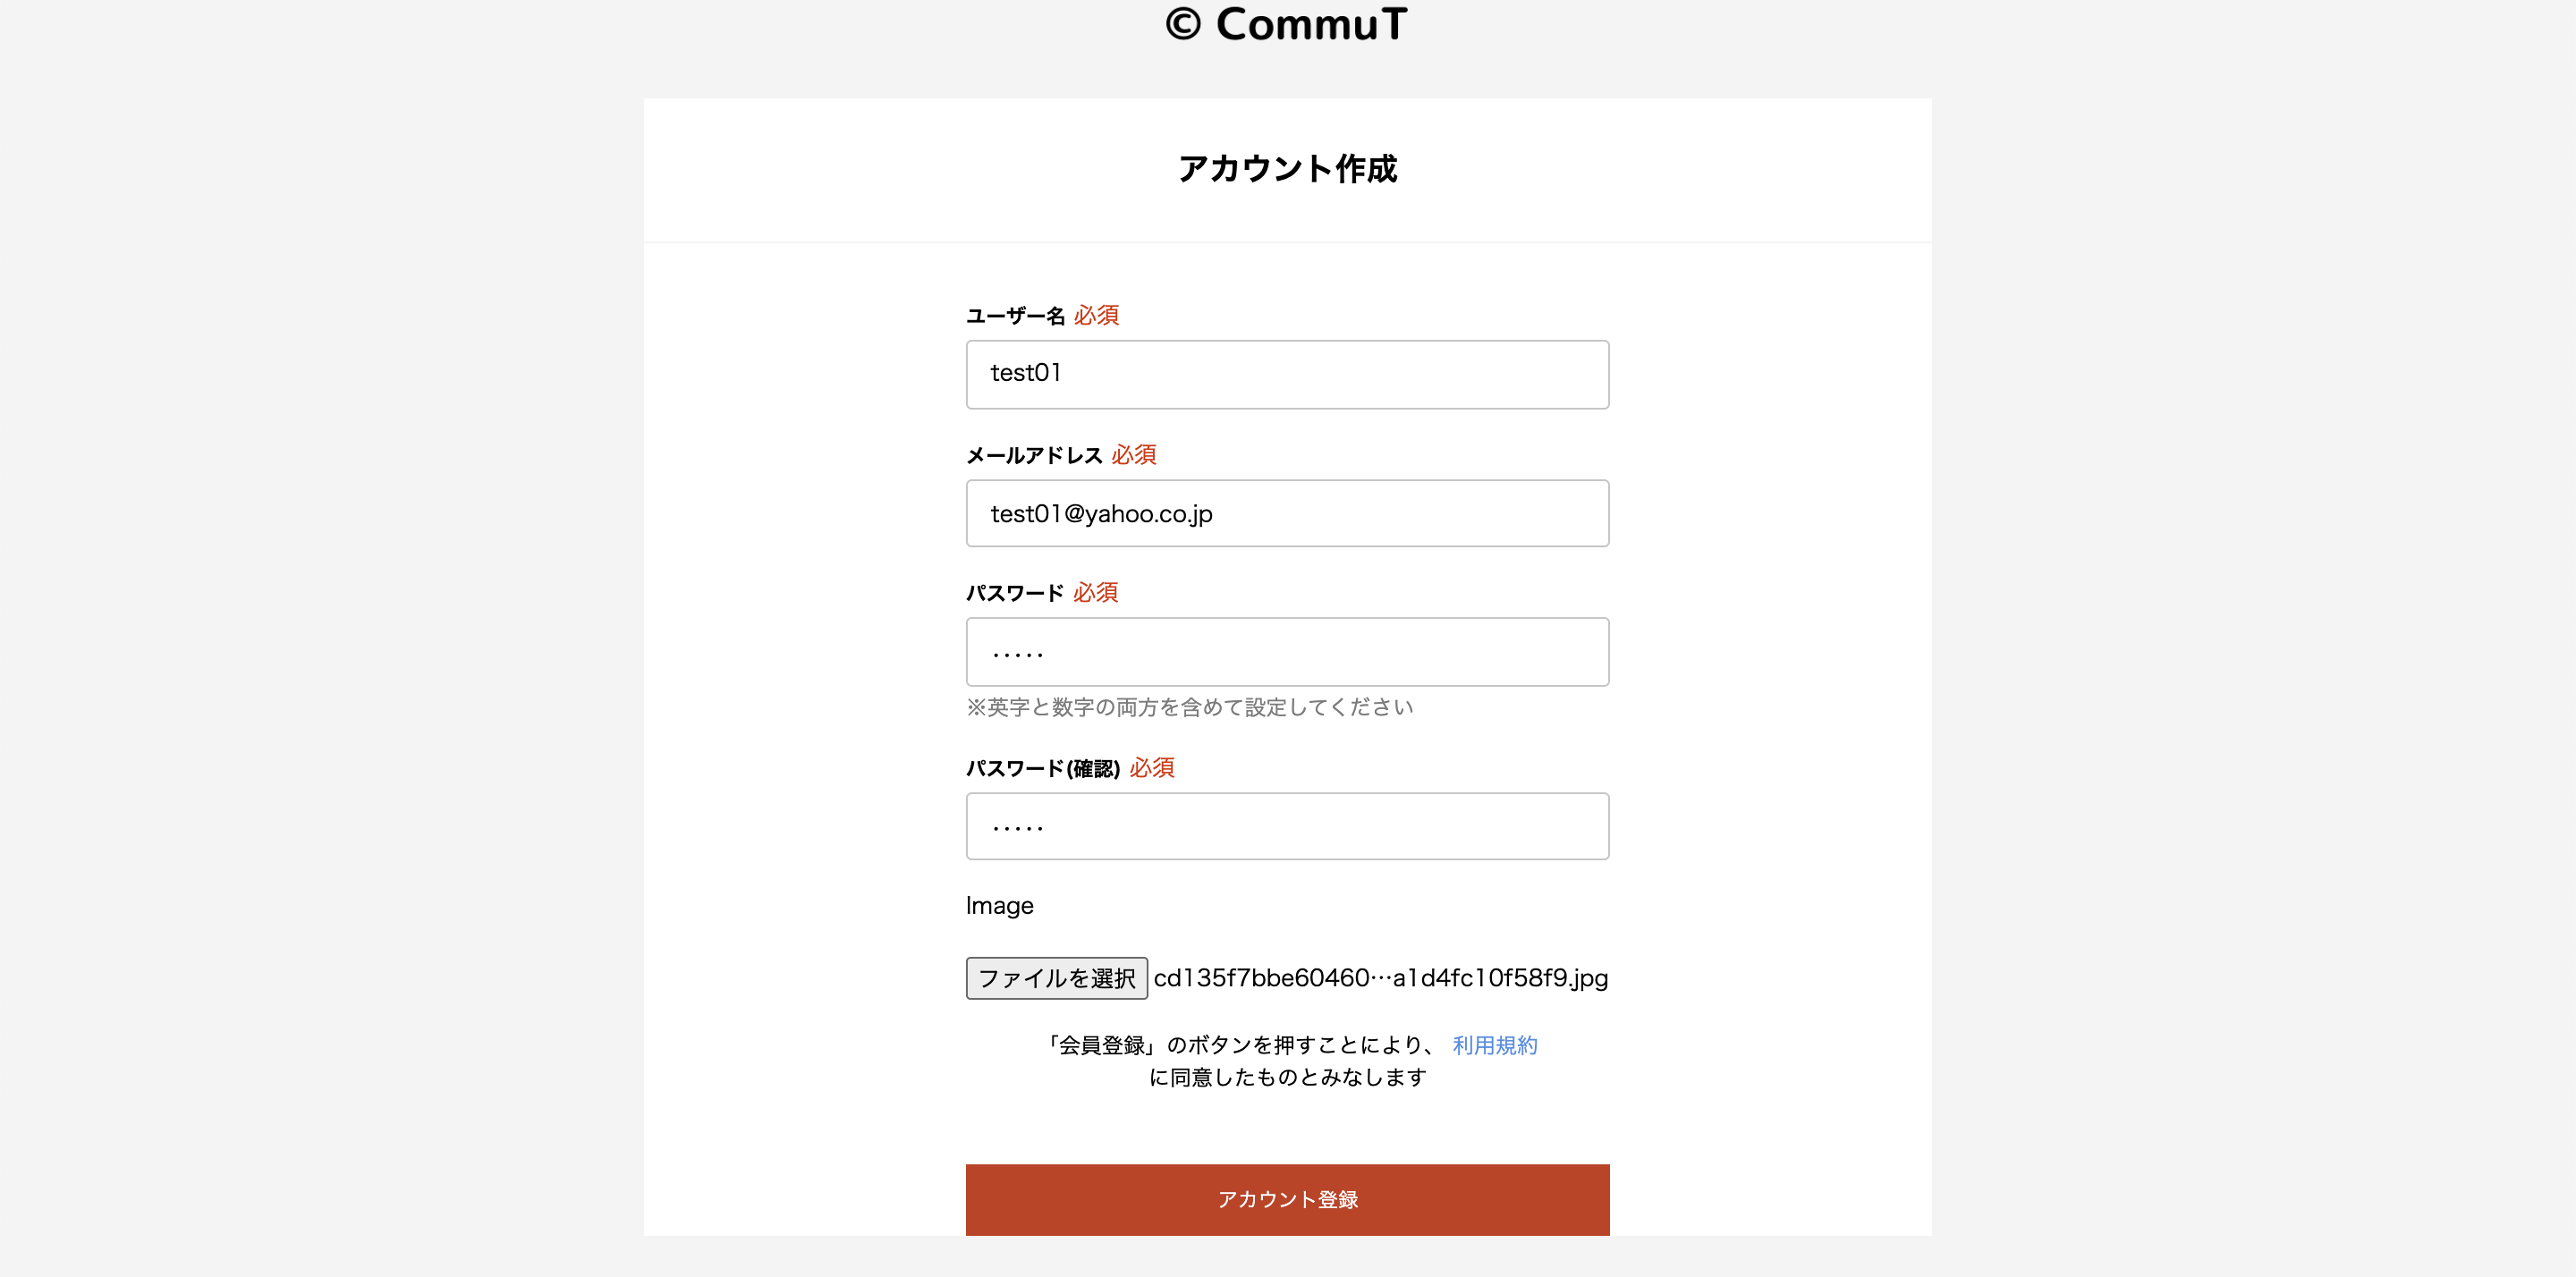 © CommuT
アカウント作成
ユーザー名 必須
test01
メールアドレス 必須
test01@yahoo.co.jp
パスワード 必須
･････
※英字と数字の両方を含めて設定してください
パスワード(確認) 必須
･････
Image
ファイルを選択 cd135f7bbe60460…a1d4fc10f58f9.jpg
「会員登録」のボタンを押すことにより、 利用規約
に同意したものとみなします
アカウント登録